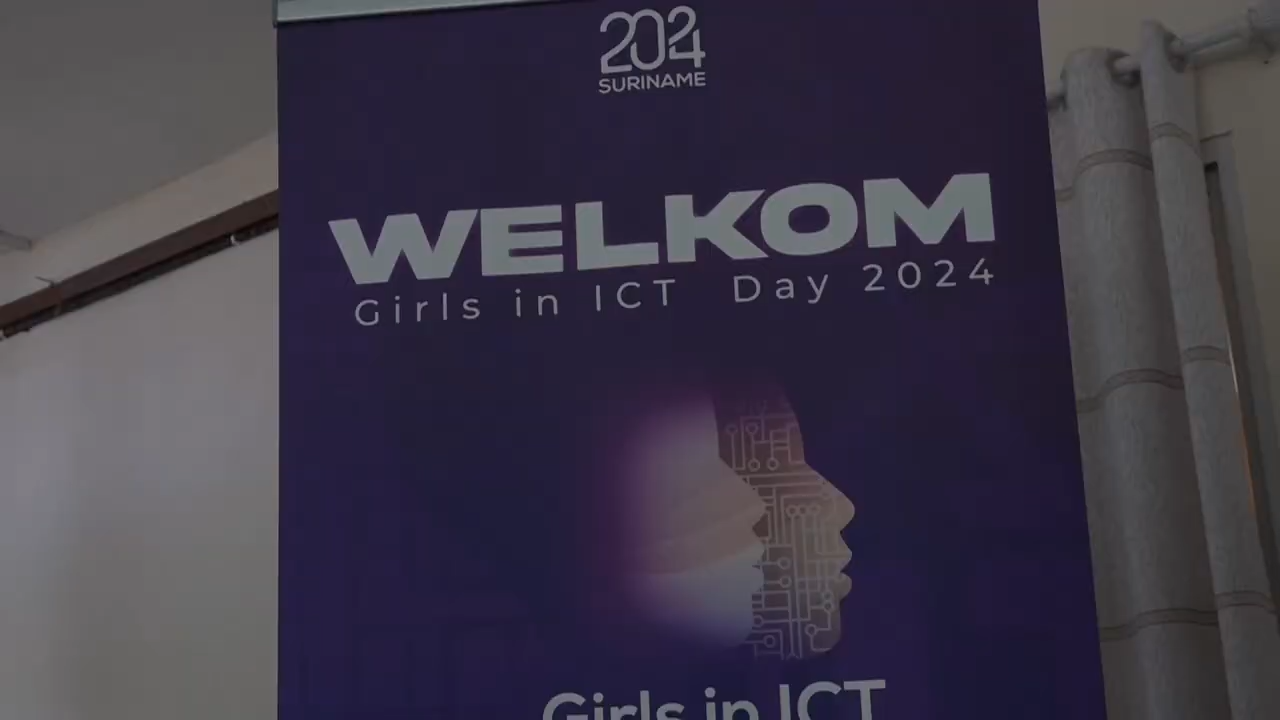 2024
SURINAME
WELKOM
Girls in ICT Day 2024
Girls in ICT